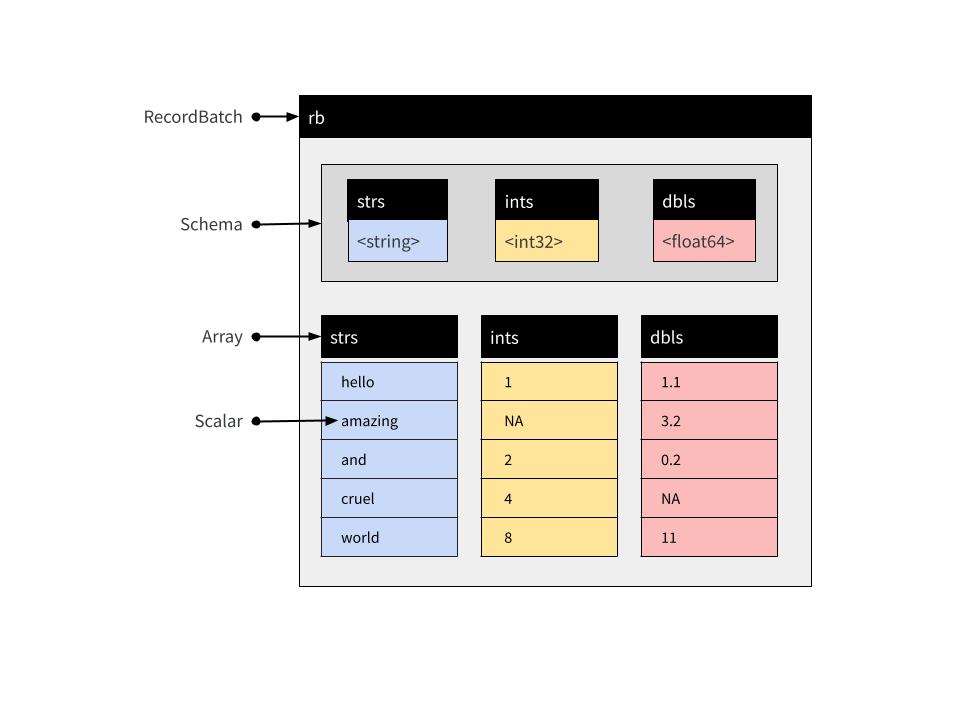 RecordBatch
rb
strs ints dbls
Schema
<string> <int32> <float64>
Array
strs ints dbls
hello 1 1.1
Scalar
amazing NA 3.2
and 2 0.2
cruel 4 NA
world 8 11